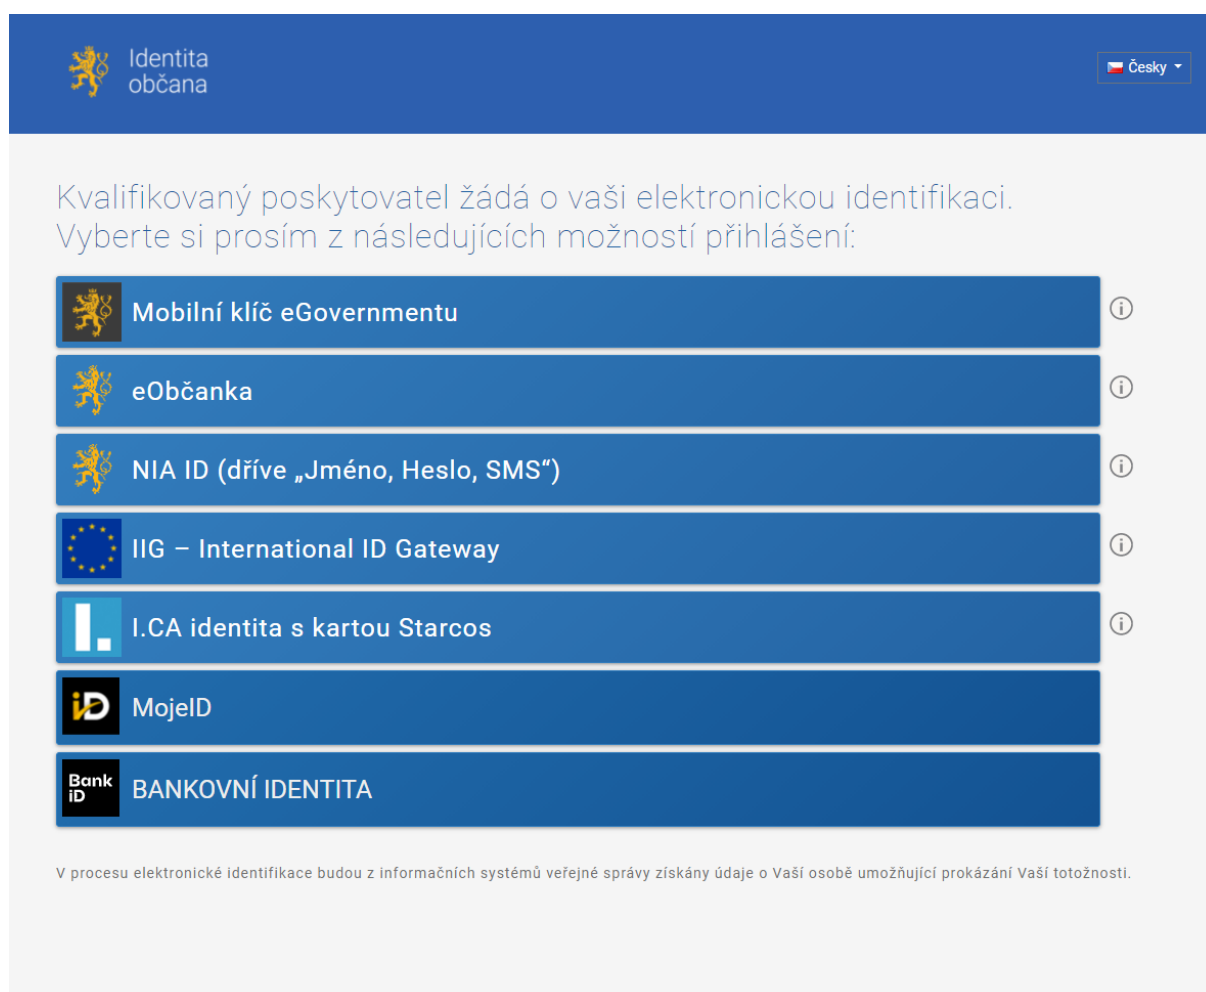 Identita
občana
Česky
Kvalifikovaný poskytovatel žádá o vaši elektronickou identifikaci.
Vyberte si prosím z následujících možností přihlášení:
Mobilní klíč eGovernmentu
eObčanka
NIA ID (dříve „Jméno, Heslo, SMS“)
IIG – International ID Gateway
I.
I.CA identita s kartou Starcos
iD
MojeID
Bank
iD
BANKOVNÍ IDENTITA
V procesu elektronické identifikace budou z informačních systémů veřejné správy získány údaje o Vaší osobě umožňující prokázání Vaší totožnosti.